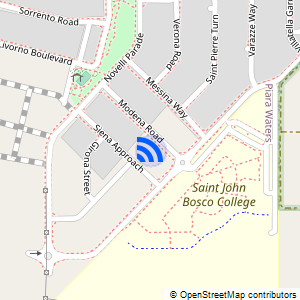 Sorrento Road
Livorno Boulevard
Novelli Parade
Verona Road
Saint Pierre Turn
Varazze Way
Messina Way
Modena Road
Siena Approach
Girona Street
Piara Waters
Saint John
Bosco College
© OpenStreetMap contributors